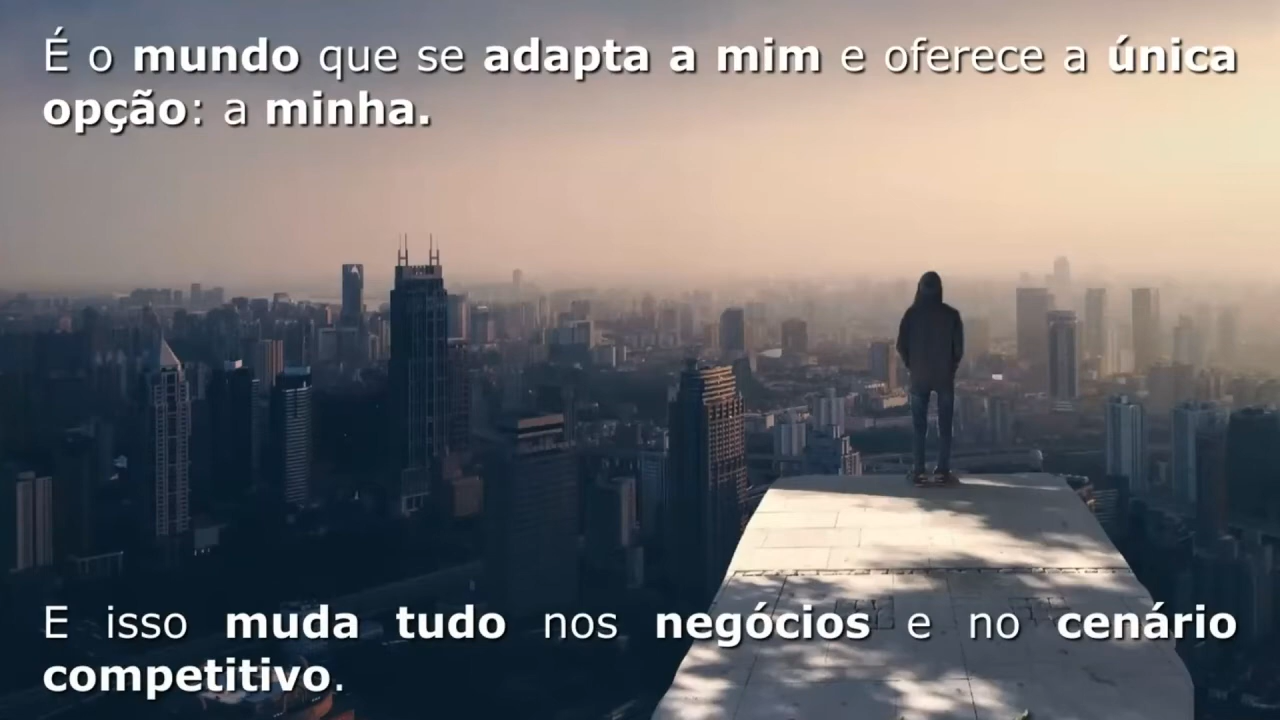 É o mundo que se adapta a mim e oferece a única
opção: a minha.
E isso muda tudo nos negócios e no cenário
competitivo.